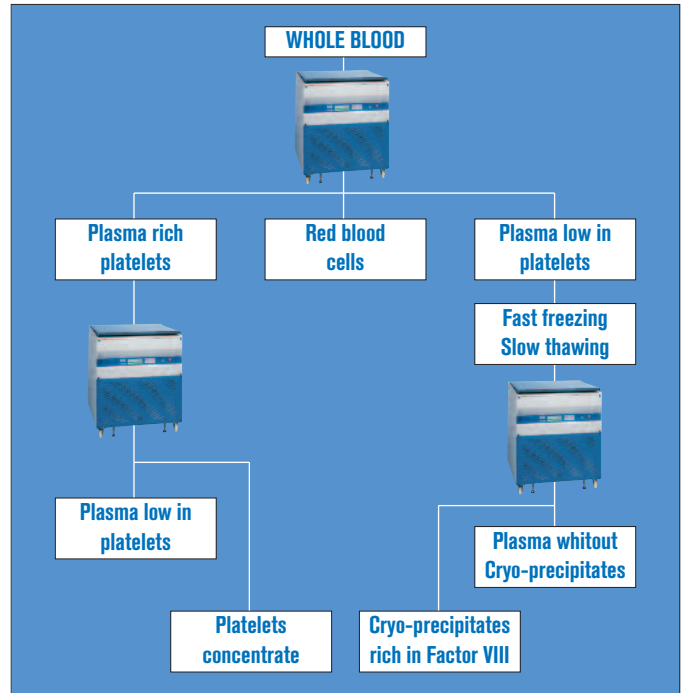 WHOLE BLOOD
Plasma rich
platelets
Red blood
cells
Plasma low in
platelets
Fast freezing
Slow thawing
Plasma low in
platelets
Plasma whitout
Cryo-precipitates
Platelets
concentrate
Cryo-precipitates
rich in Factor VIII